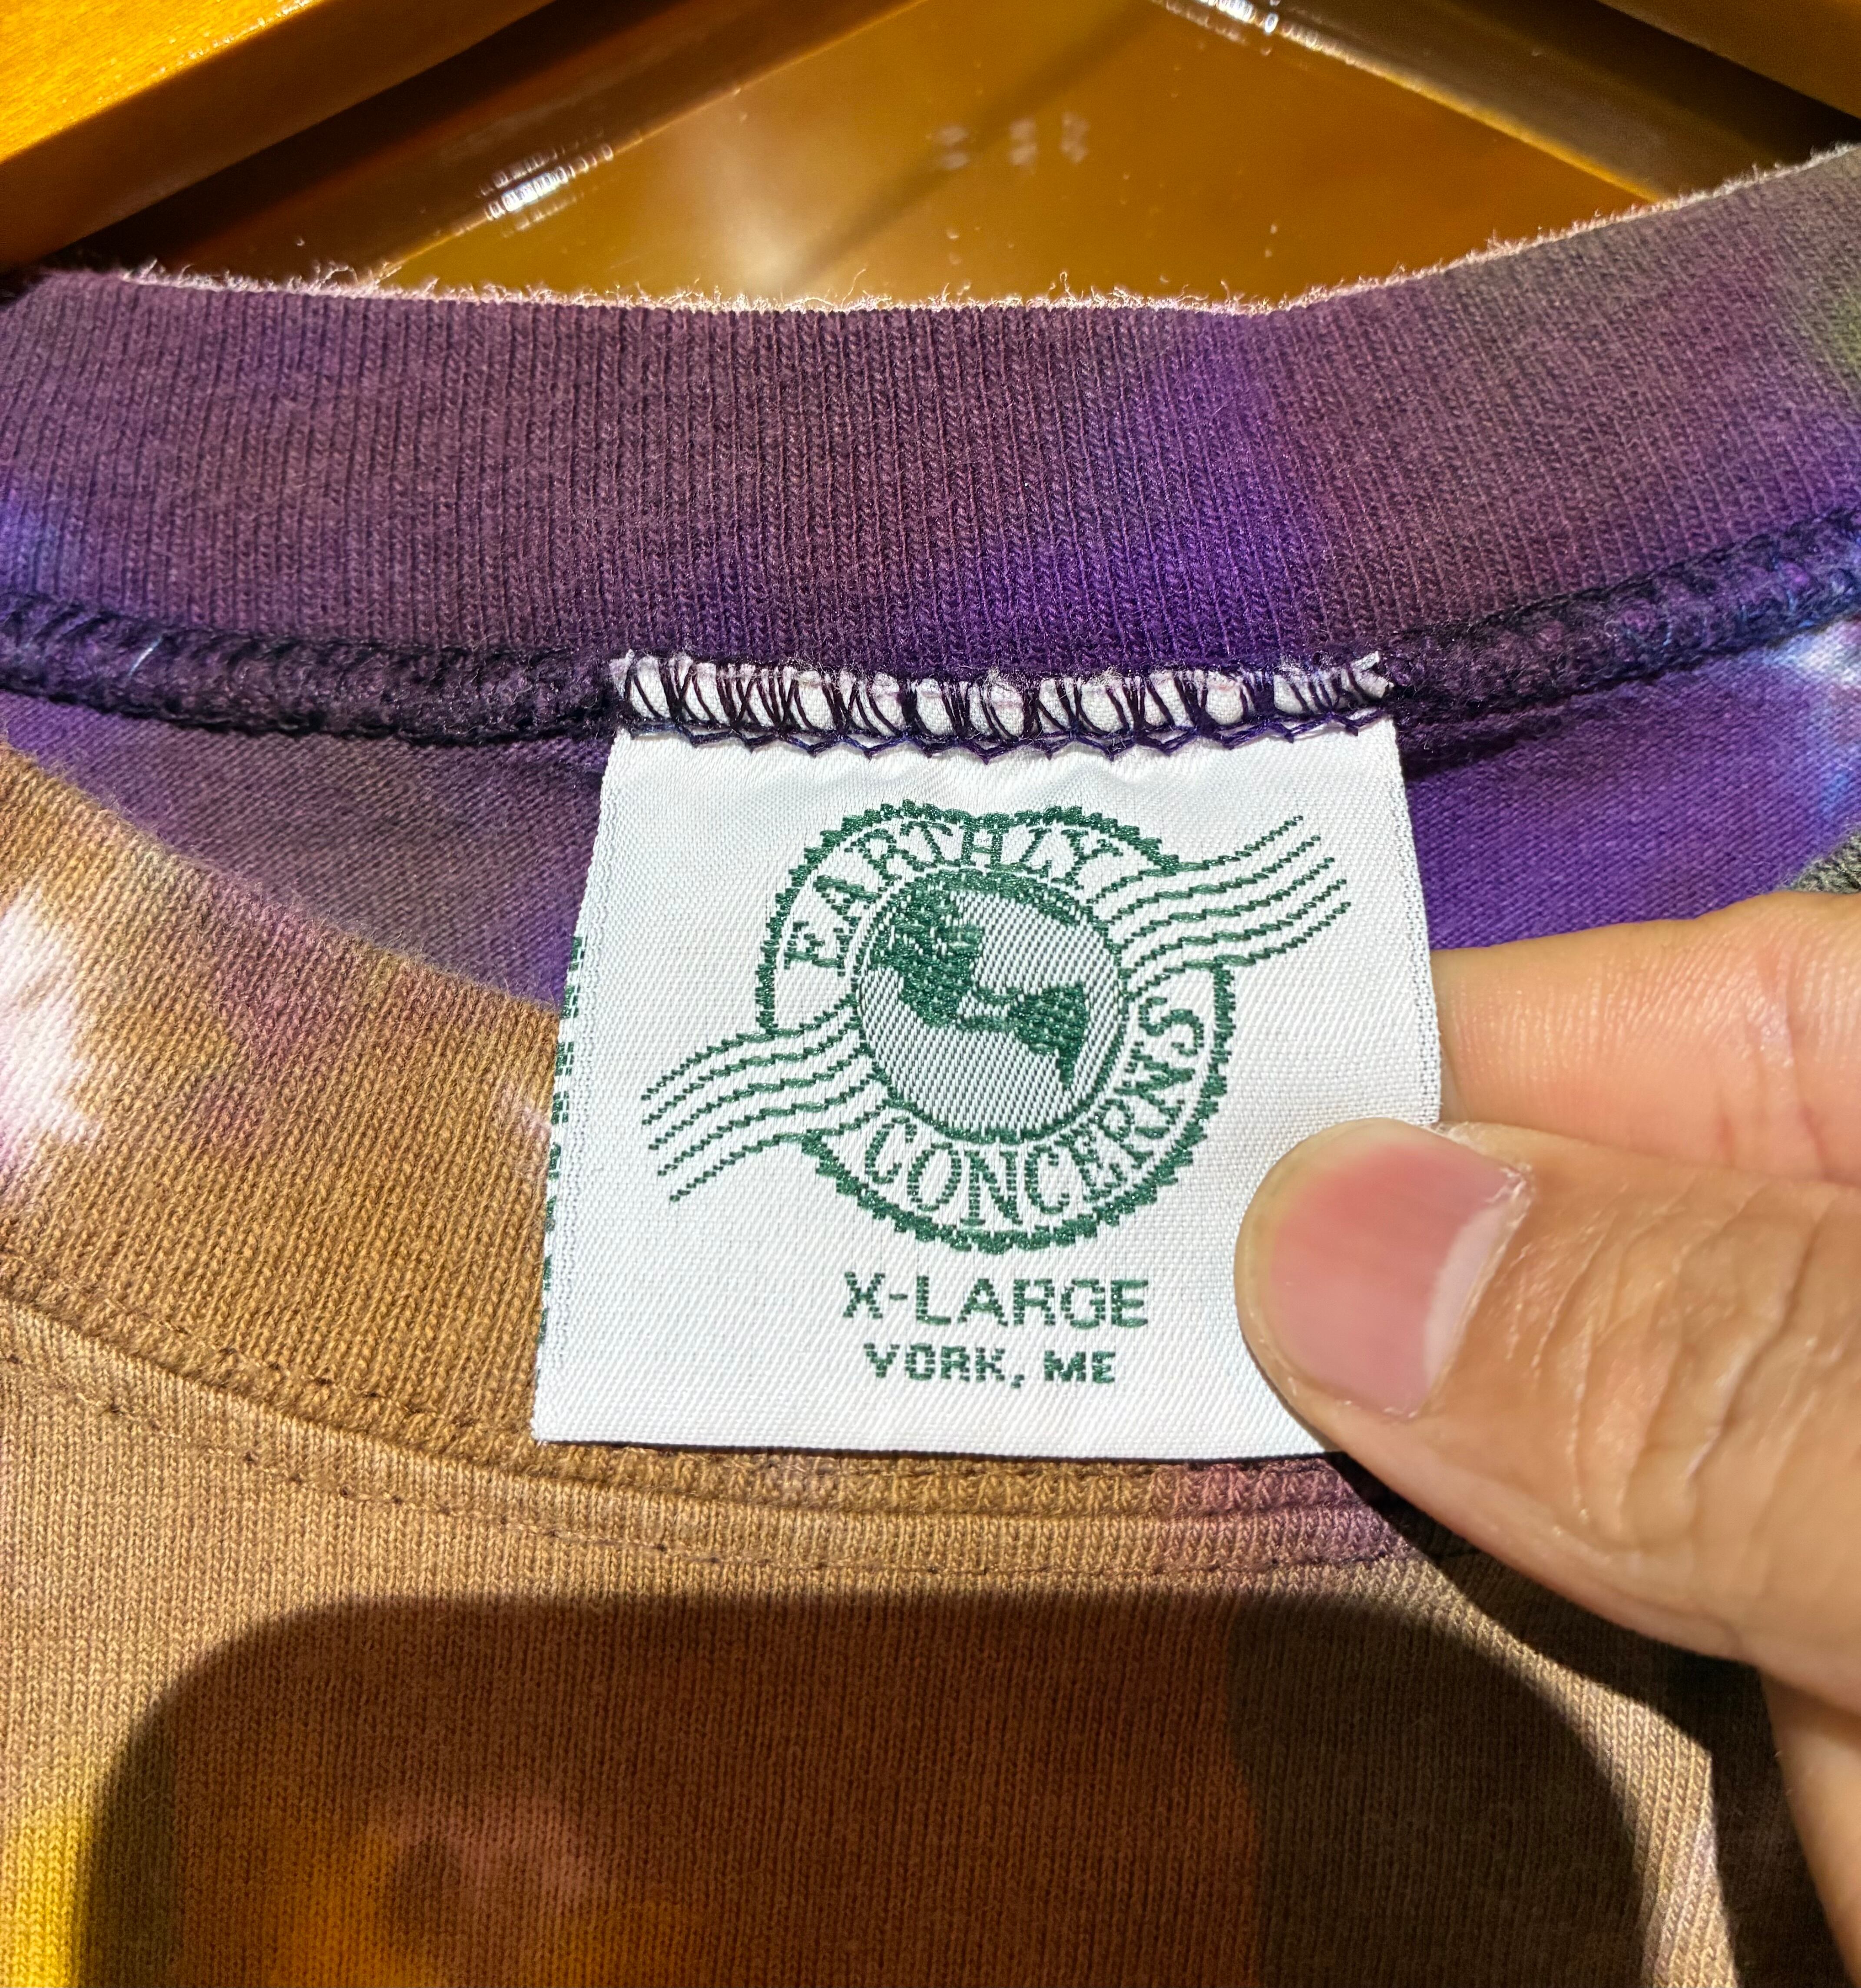 EARTHLY
CONCERNS
X-LARGE
YORK, ME